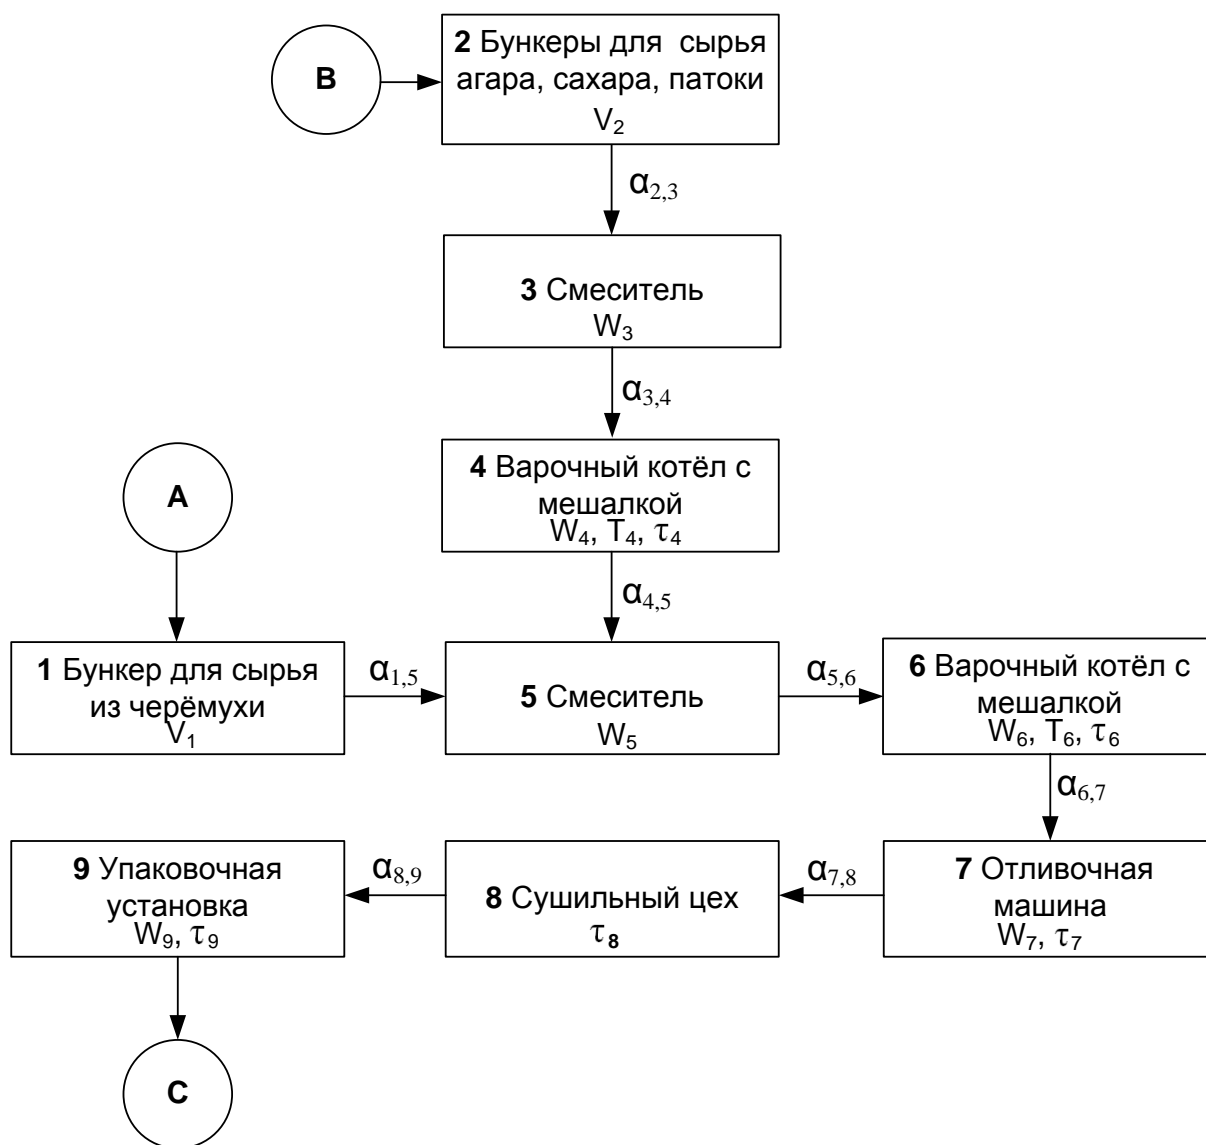 B
2 Бункеры для сырья
агара, сахара, патоки
V₂
α₂,₃
3 Смеситель
W₃
α₃,₄
A
4 Варочный котёл с
мешалкой
W₄, T₄, τ₄
α₄,₅
1 Бункер для сырья
из черёмухи
V₁
α₁,₅
5 Смеситель
W₅
α₅,₆
6 Варочный котёл с
мешалкой
W₆, T₆, τ₆
α₆,₇
9 Упаковочная
установка
W₉, τ₉
α₈,₉
8 Сушильный цех
τ₈
α₇,₈
7 Отливочная
машина
W₇, τ₇
C